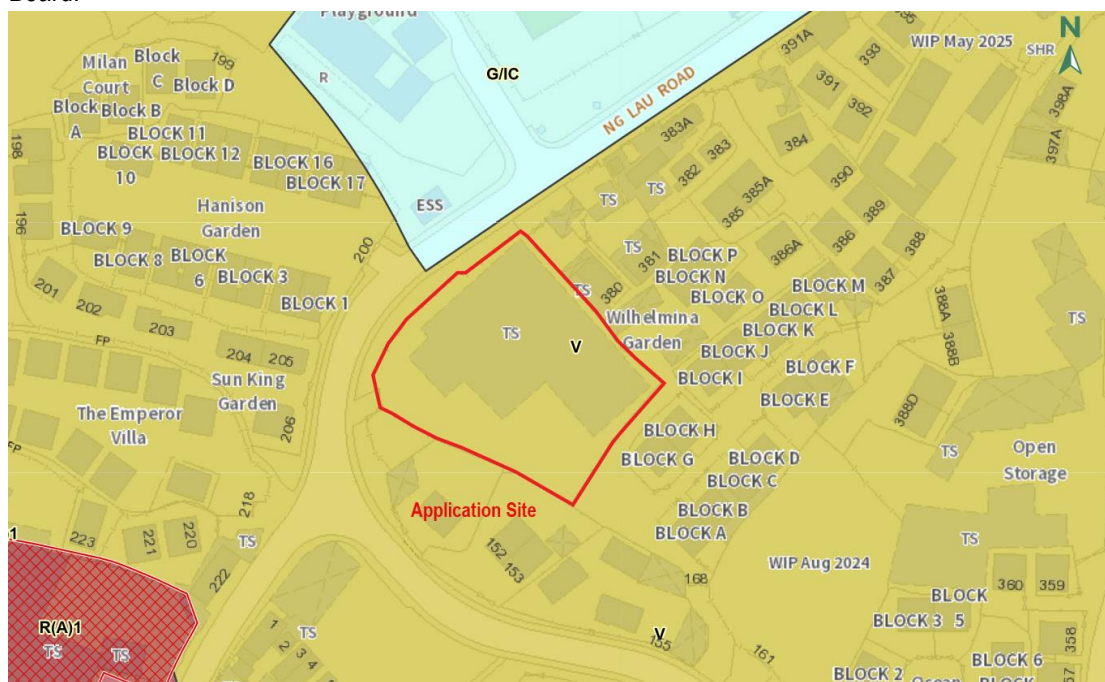 Board.
Playground
R
G/IC
NG LAU ROAD
391A
393
395
WIP May 2025
SHR
N
Milan
Court
Block
C
199
Block D
Block
A
Block B
BLOCK 11
BLOCK
10
BLOCK 12
BLOCK 16
BLOCK 17
198
196
391
392
398A
397A
383A
384
383
382
TS
TS
390
385A
385
389
388
386
386A
387
ESS
Hanison
Garden
BLOCK 9
BLOCK 8
BLOCK
6
BLOCK 3
BLOCK 1
200
TS
381
380
TS
BLOCK P
BLOCK N
BLOCK O
BLOCK M
BLOCK L
BLOCK K
Wilhelmina
Garden
BLOCK J
BLOCK I
BLOCK F
BLOCK E
201
202
203
FP
204
205
Sun King
Garden
206
TS
V
388A
388B
388D
TS
The Emperor
Villa
FP
BLOCK H
BLOCK G
BLOCK D
BLOCK C
BLOCK B
BLOCK A
TS
Open
Storage
218
Application Site
1
223
221
220
TS
222
152
153
168
WIP Aug 2024
TS
R(A)1
TS
TS
1
2
3
4
TS
TS
155
V
161
BLOCK
BLOCK 3
5
360
359
358
BLOCK 6
BLOCK 2
Ocean
BLOCK
357